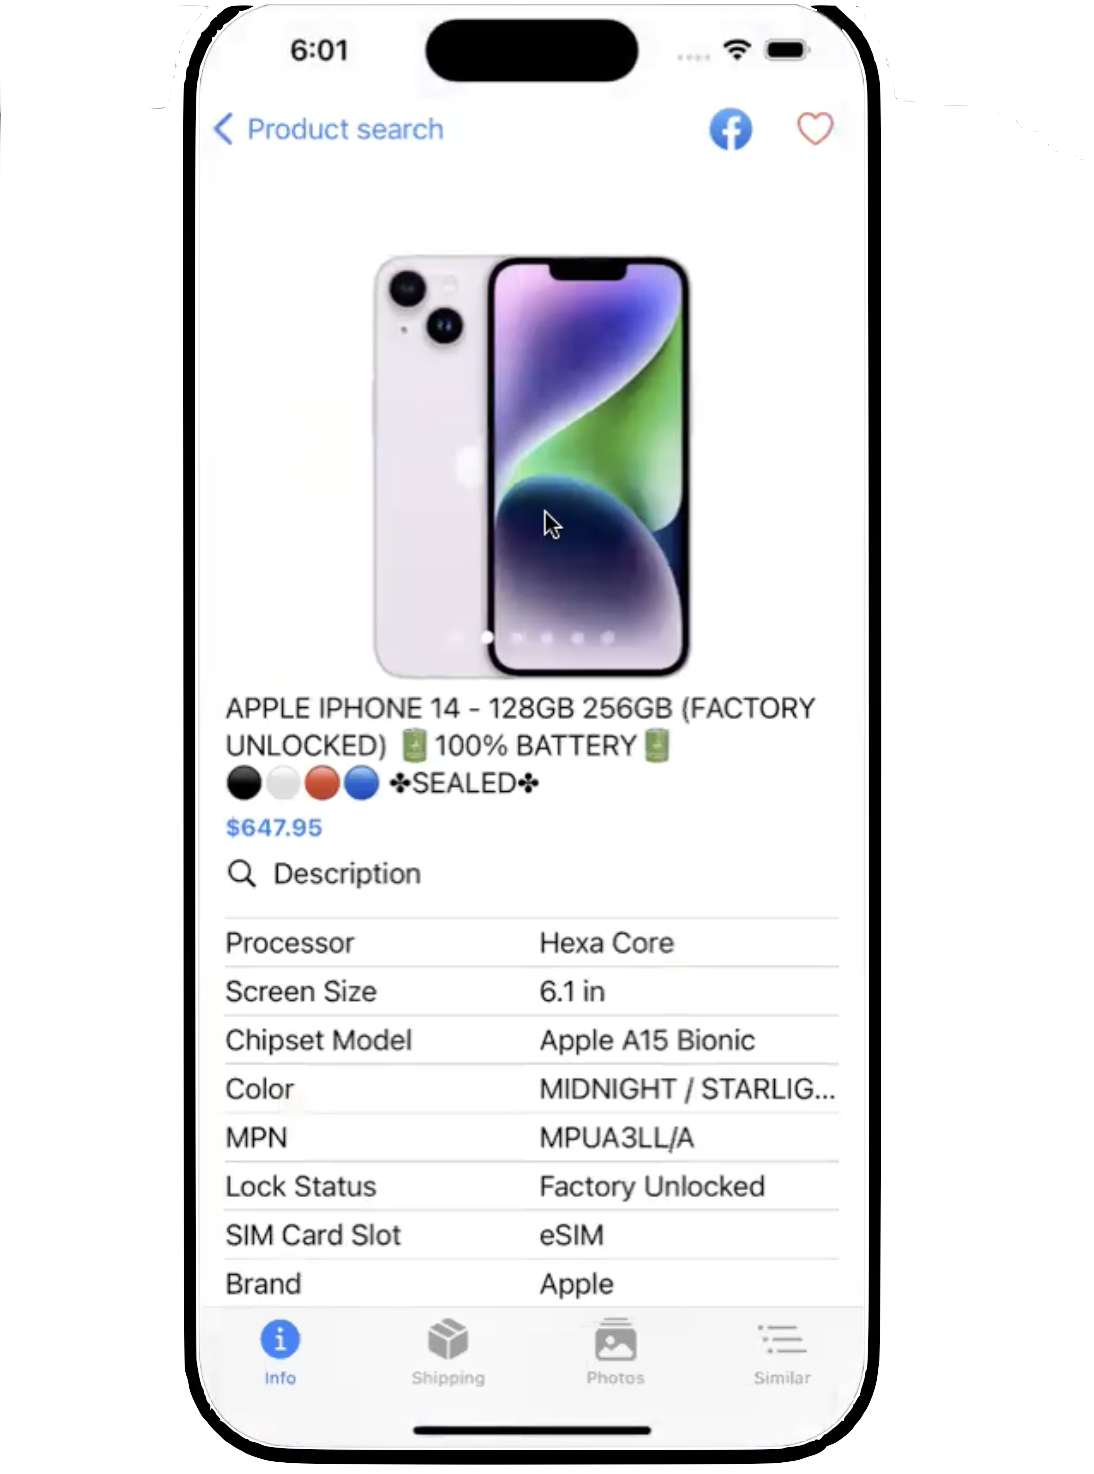 6:01
Product search
APPLE IPHONE 14 - 128GB 256GB (FACTORY
UNLOCKED) 🔋100% BATTERY🔋
⚫⚪🔴🔵 ✤SEALED✤
$647.95
Description
Processor Hexa Core
Screen Size 6.1 in
Chipset Model Apple A15 Bionic
Color MIDNIGHT / STARLIG...
MPN MPUA3LL/A
Lock Status Factory Unlocked
SIM Card Slot eSIM
Brand Apple
Info Shipping Photos Similar